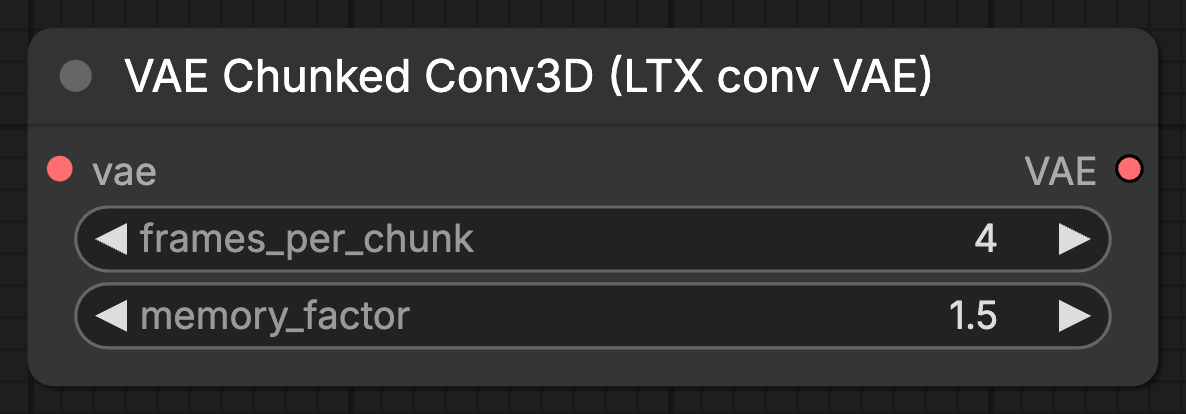 VAE Chunked Conv3D (LTX conv VAE)
vae VAE
frames_per_chunk 4
memory_factor 1.5